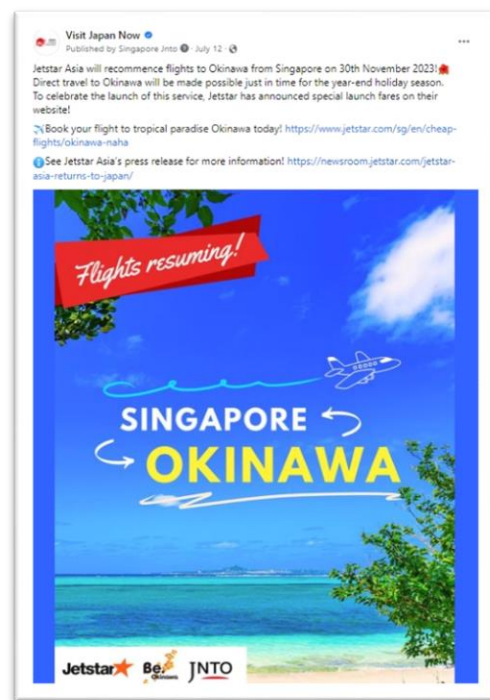 Visit Japan Now
Published by Singapore Jnto · July 12 ·
Jetstar Asia will recommence flights to Okinawa from Singapore on 30th November 2023!
Direct travel to Okinawa will be made possible just in time for the year-end holiday season.
To celebrate the launch of this service, Jetstar has announced special launch fares on their
website!
✈Book your flight to tropical paradise Okinawa today! https://www.jetstar.com/sg/en/cheap-
flights/okinawa-naha
See Jetstar Asia's press release for more information! https://newsroom.jetstar.com/jetstar-
asia-returns-to-japan/
Flights resuming!
SINGAPORE
OKINAWA
Jetstar Be. Okinawa JNTO